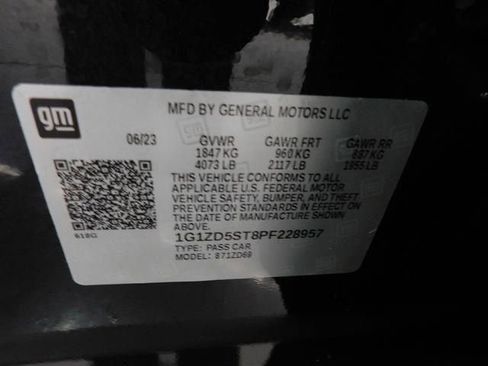 gm
MFD BY GENERAL MOTORS LLC
06/23 GVWR GAWR FRT GAWR RR
1847 KG 960 KG 887 KG
4073 LB 2117 LB 1955 LB
THIS VEHICLE CONFORMS TO ALL
APPLICABLE U.S. FEDERAL MOTOR
VEHICLE SAFETY, BUMPER, AND THEFT
PREVENTION STANDARDS IN EFFECT ON
THE DATE OF MANUFACTURE SHOWN
ABOVE.
1G1ZD5ST8PF228957
TYPE: PASS CAR
MODEL: 871ZD69